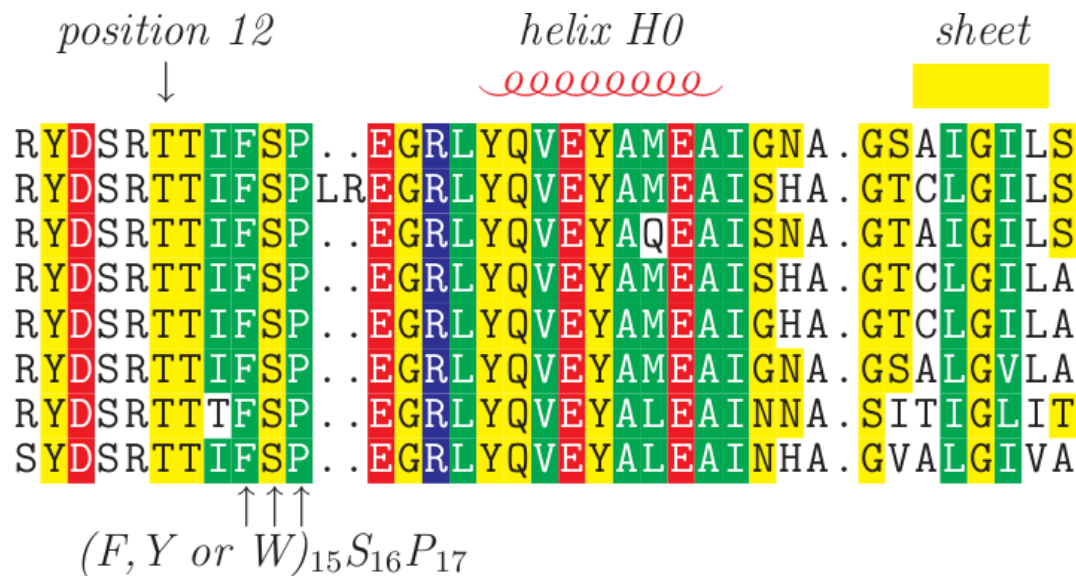 position 12 helix H0 sheet
RYDSRTTIFSP..EGRLYQVEYAMEAIGNA.GSAIGILS
RYDSRTTIFSPLREGRLYQVEYAMEAISHA.GTCLGILS
RYDSRTTIFSP..EGRLYQVEYAQEAISNA.GTAIGILS
RYDSRTTIFSP..EGRLYQVEYAMEAISHA.GTCLGILA
RYDSRTTIFSP..EGRLYQVEYAMEAIGHA.GTCLGILA
RYDSRTTIFSP..EGRLYQVEYAMEAIGNA.GSALGVLA
RYDSRTTTFSP..EGRLYQVEYALEAINNA.SITIGLIT
SYDSRTTIFSP..EGRLYQVEYALEAINHA.GVALGIVA
(F, Y or W)₁₅S₁₆P₁₇